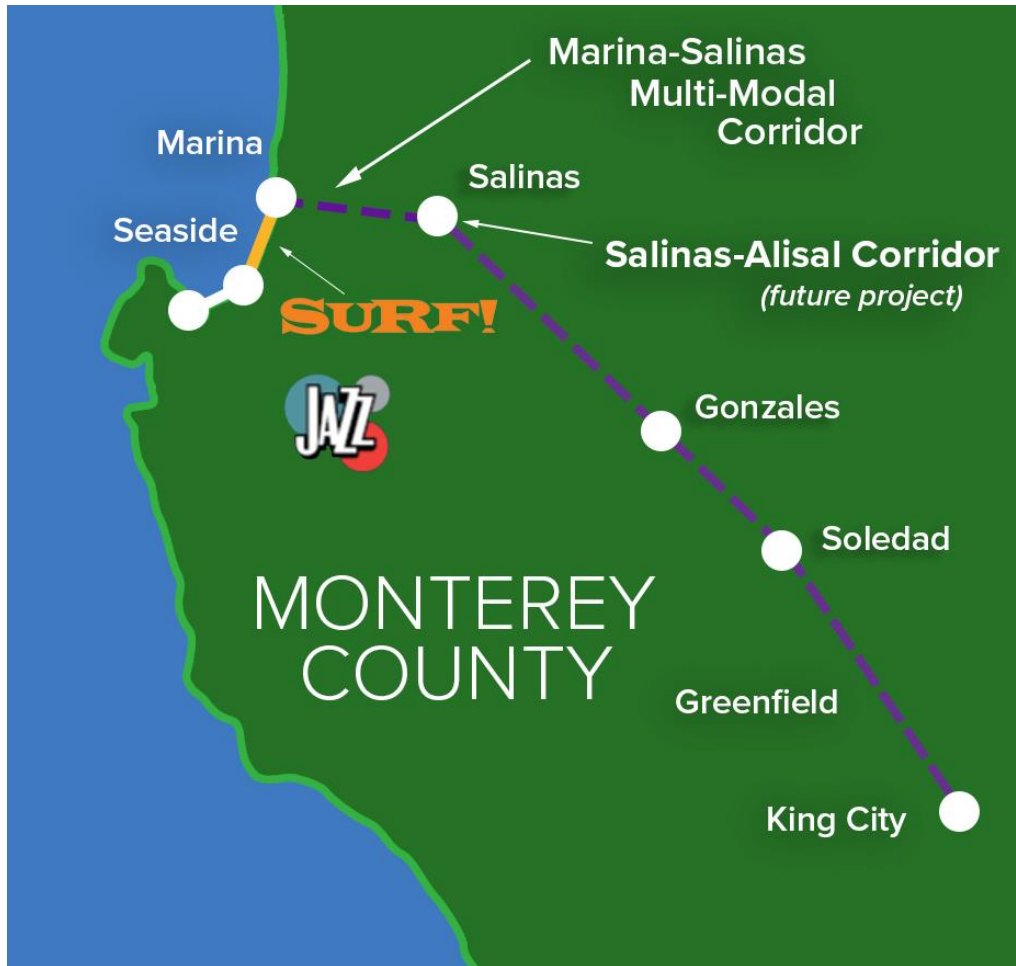 Marina-Salinas
Multi-Modal
Corridor
Marina
Salinas
Seaside
Salinas-Alisal Corridor
(future project)
SURF!
JAZZ
Gonzales
Soledad
MONTEREY
COUNTY
Greenfield
King City